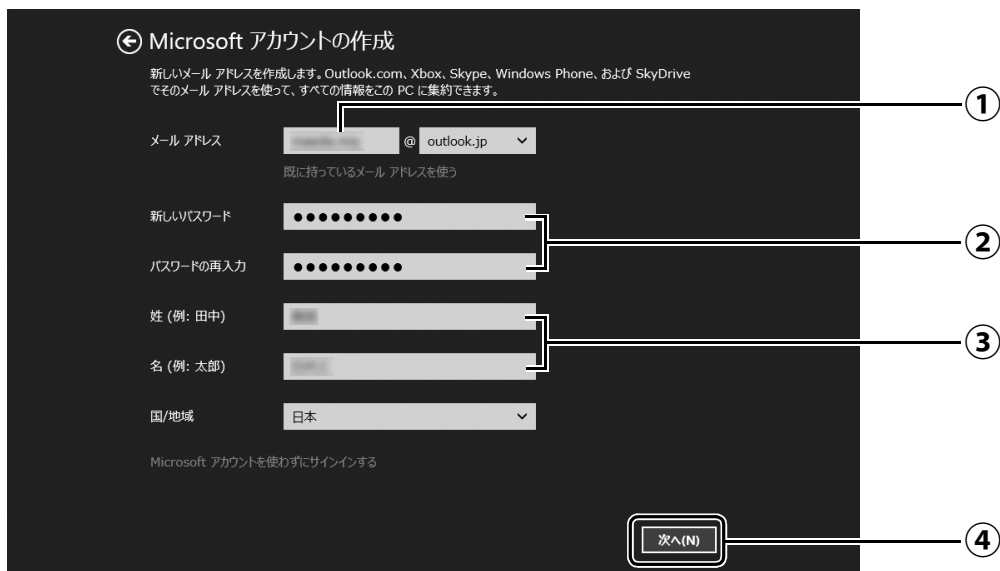 Microsoft アカウントの作成
新しいメール アドレスを作成します。Outlook.com、Xbox、Skype、Windows Phone、および SkyDrive
でそのメール アドレスを使って、すべての情報をこの PC に集約できます。
①
メール アドレス @ outlook.jp
既に持っているメール アドレスを使う
新しいパスワード ●●●●●●●●●
②
パスワードの再入力 ●●●●●●●●●
姓 (例: 田中)
③
名 (例: 太郎)
国/地域 日本
Microsoft アカウントを使わずにサインインする
次へ(N)
④